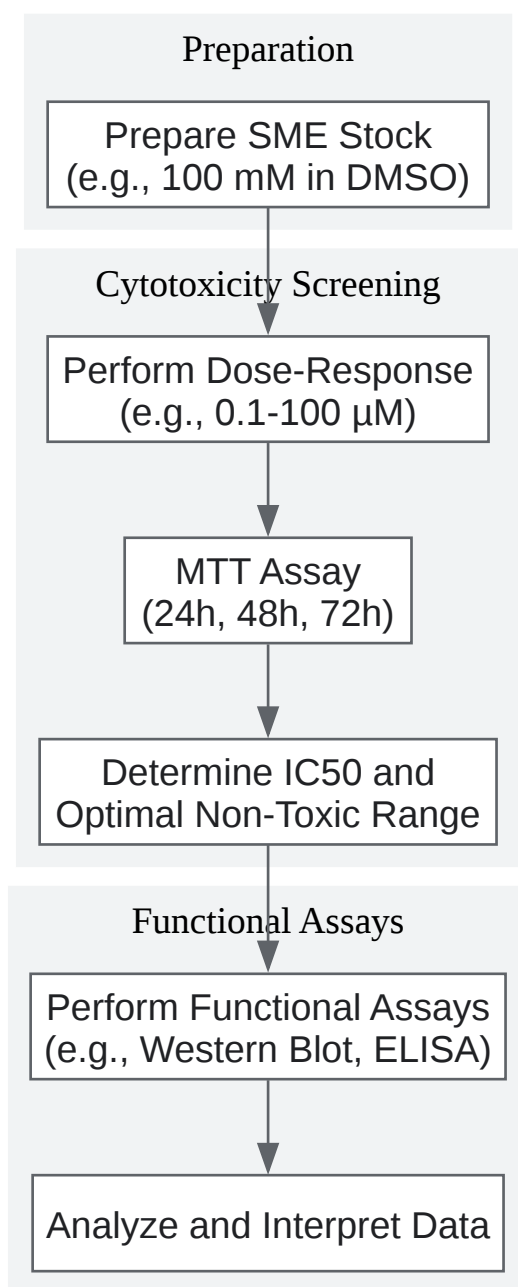 Preparation
Prepare SME Stock
(e.g., 100 mM in DMSO)
Cytotoxicity Screening
Perform Dose-Response
(e.g., 0.1-100 µM)
MTT Assay
(24h, 48h, 72h)
Determine IC50 and
Optimal Non-Toxic Range
Functional Assays
Perform Functional Assays
(e.g., Western Blot, ELISA)
Analyze and Interpret Data